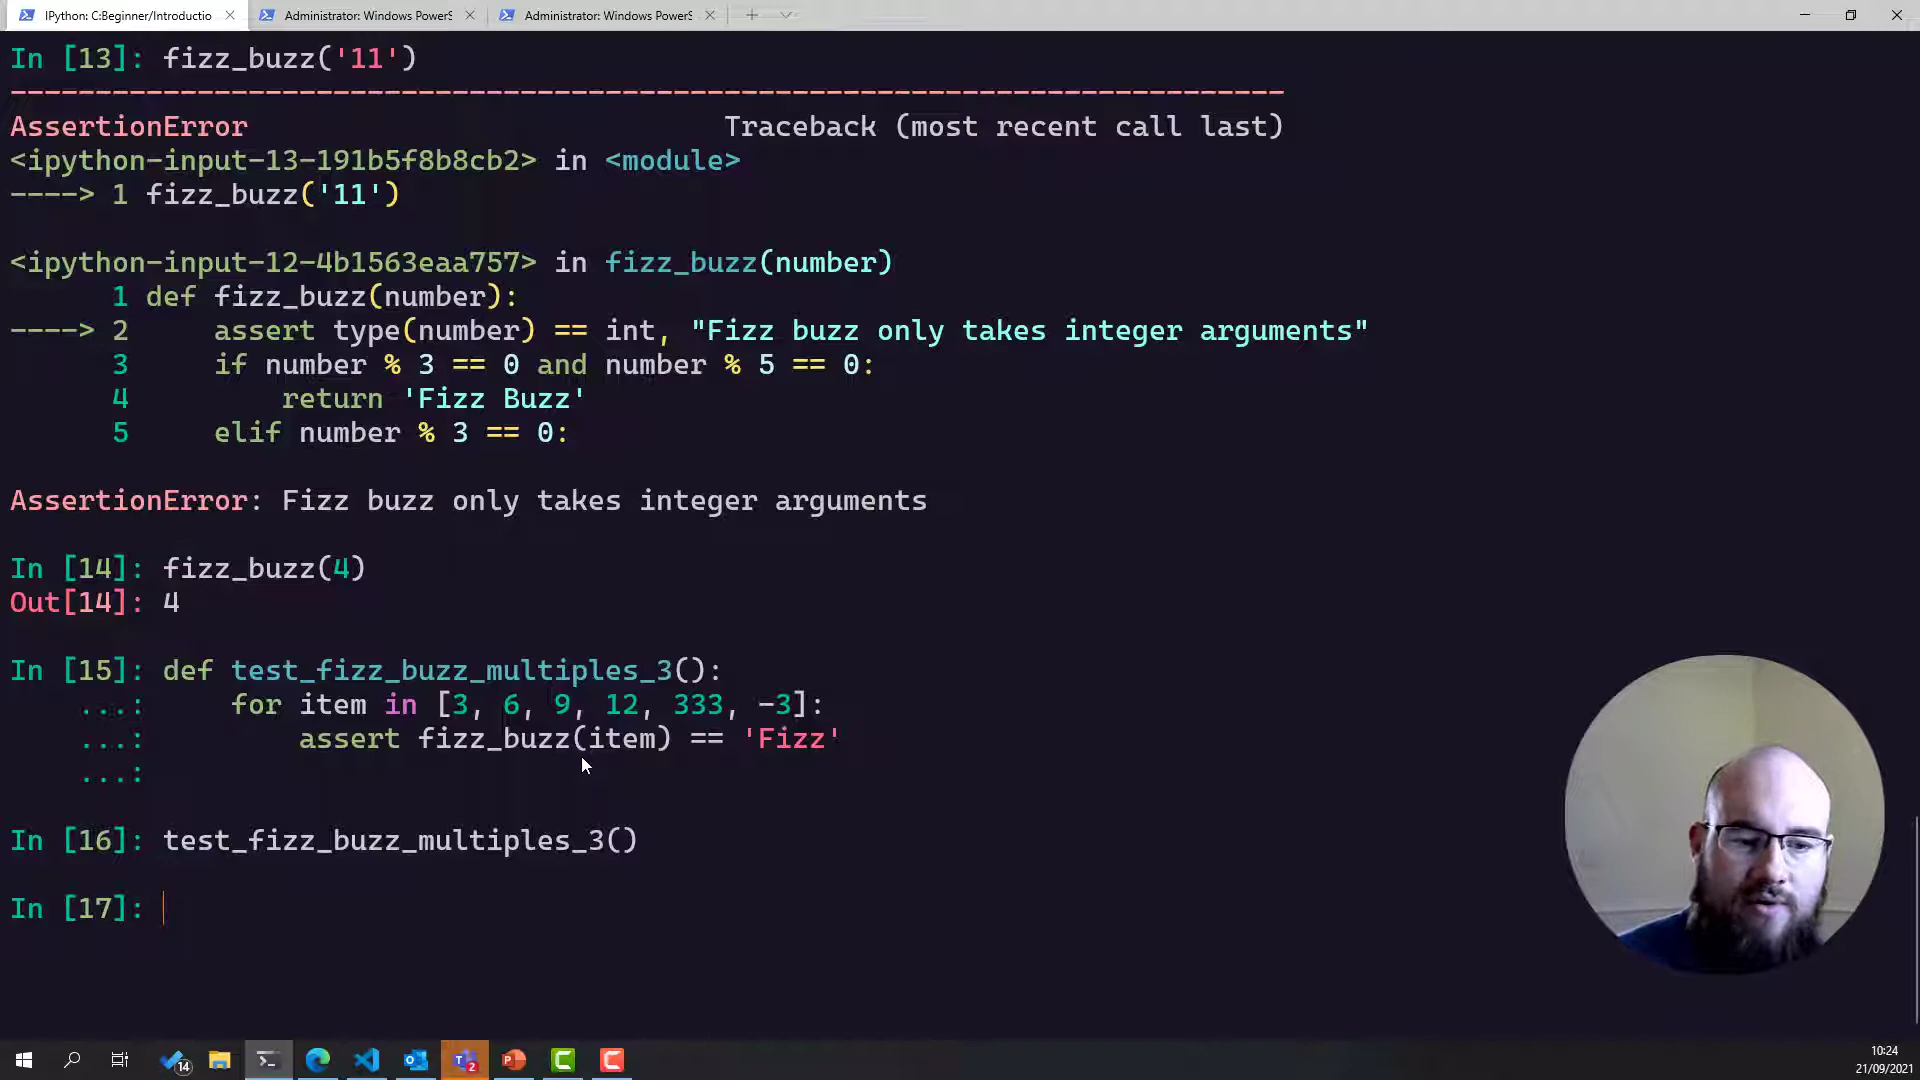 IPython: C:Beginner/Introductio
Administrator: Windows PowerS
Administrator: Windows PowerS
In [13]: fizz_buzz('11')
---------------------------------------------------------------------------
AssertionError                            Traceback (most recent call last)
<ipython-input-13-191b5f8b8cb2> in <module>
----> 1 fizz_buzz('11')
<ipython-input-12-4b1563eaa757> in fizz_buzz(number)
      1 def fizz_buzz(number):
----> 2     assert type(number) == int, "Fizz buzz only takes integer arguments"
      3     if number % 3 == 0 and number % 5 == 0:
      4         return 'Fizz Buzz'
      5     elif number % 3 == 0:
AssertionError: Fizz buzz only takes integer arguments
In [14]: fizz_buzz(4)
Out[14]: 4
In [15]: def test_fizz_buzz_multiples_3():
    ...:     for item in [3, 6, 9, 12, 333, -3]:
    ...:         assert fizz_buzz(item) == 'Fizz'
    ...:
In [16]: test_fizz_buzz_multiples_3()
In [17]:
14
2
10:24
21/09/2021